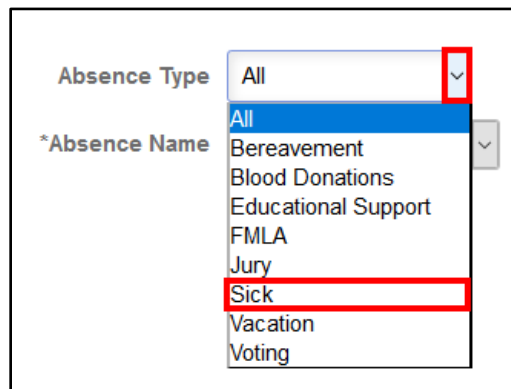 Absence Type All
All
*Absence Name Bereavement
Blood Donations
Educational Support
FMLA
Jury
Sick
Vacation
Voting